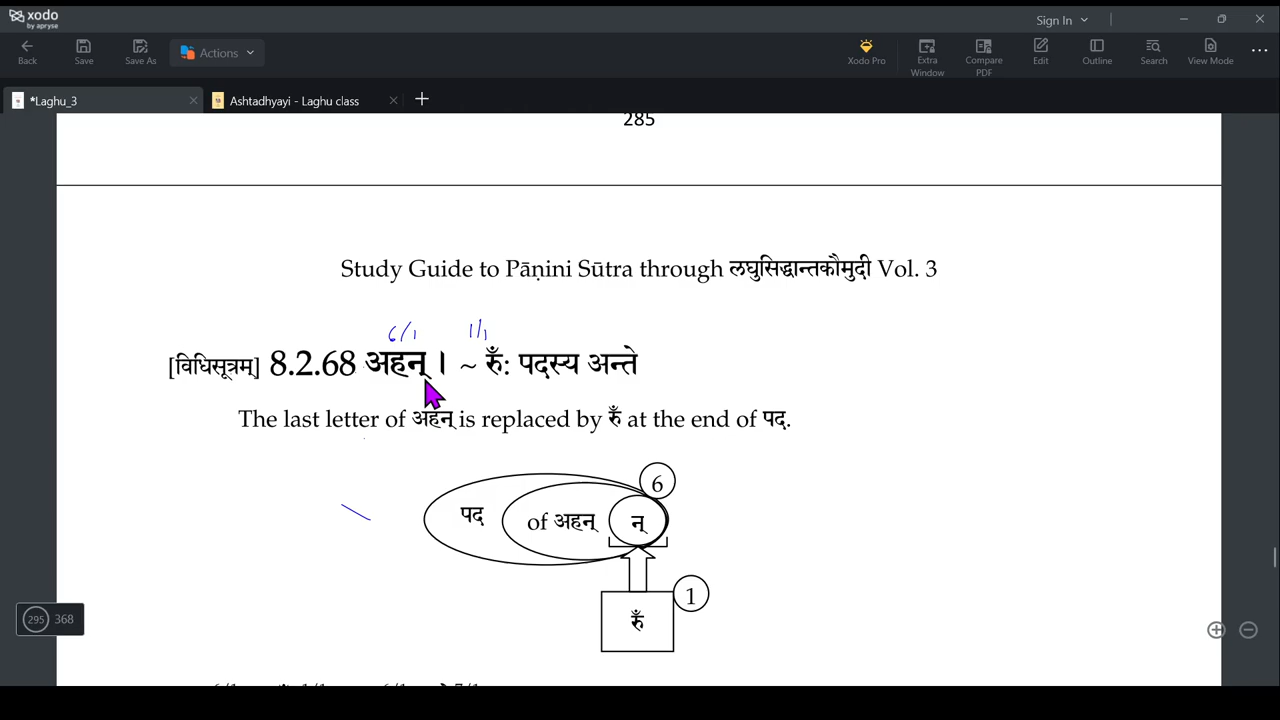 xodo
by apryse
Sign In
Back
Save
Save As
Actions
Xodo Pro
Extra Window
Compare PDF
Edit
Outline
Search
View Mode
*Laghu_3
Ashtadhyayi - Laghu class
285
Study Guide to Pāṇini Sūtra through लघुसिद्धान्तकौमुदी Vol. 3
6/1 1/1
[विधिसूत्रम्] 8.2.68 अहन् । ~ रुँ: पदस्य अन्ते
The last letter of अहन् is replaced by रुँ at the end of पद.
6
पद of अहन् न्
1
रुँ
295 368